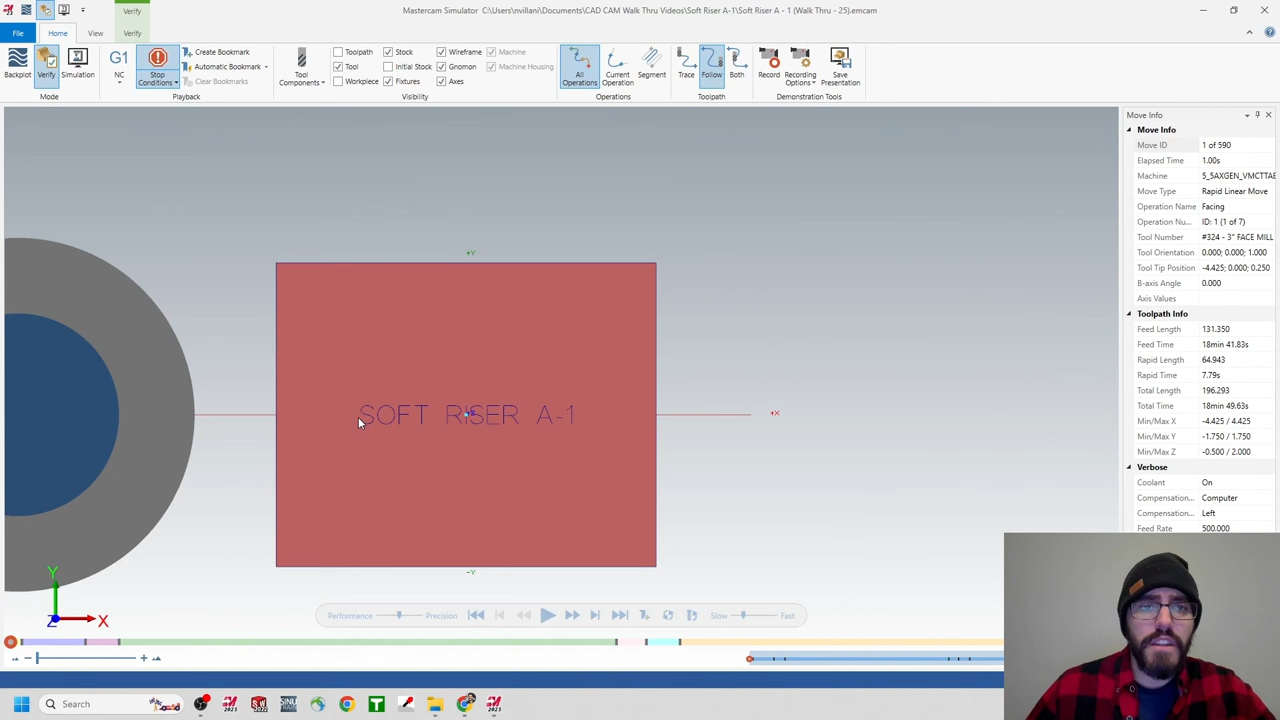 Mastercam Simulator C:\Users\nvillani\Documents\CAD CAM Walk Thru Videos\Soft Riser A-1\Soft Riser A - 1 (Walk Thru - 25).emcam
Verify
File Home View Verify
Backplot Verify Simulation
Mode
G1 NC
Stop Conditions
Create Bookmark
Automatic Bookmark
Clear Bookmarks
Playback
Tool Components
Toolpath Stock Wireframe Machine
Tool Initial Stock Gnomon Machine Housing
Workpiece Fixtures Axes
Visibility
All Operations Current Operation Segment
Operations
Trace Follow Both
Toolpath
Record Recording Options Save Presentation
Demonstration Tools
Move Info
Move Info
Move ID 1 of 590
Elapsed Time 1.00s
Machine 5_5AXGEN_VMCTTAB
Move Type Rapid Linear Move
Operation Name Facing
Operation Nu... ID: 1 (1 of 7)
Tool Number #324 - 3" FACE MILL
Tool Orientation 0.000; 0.000; 1.000
Tool Tip Position -4.425; 0.000; 0.250
B-axis Angle 0.000
Axis Values
Toolpath Info
Feed Length 131.350
Feed Time 18min 41.83s
Rapid Length 64.943
Rapid Time 7.79s
Total Length 196.293
Total Time 18min 49.63s
Min/Max X -4.425 / 4.425
Min/Max Y -1.750 / 1.750
Min/Max Z -0.500 / 2.000
Verbose
Coolant On
Compensation... Computer
Compensation... Left
Feed Rate 500.000
+Y
SOFT RISER A-1
+X
-Y
Y
Z X
Performance Precision Slow Fast
Search